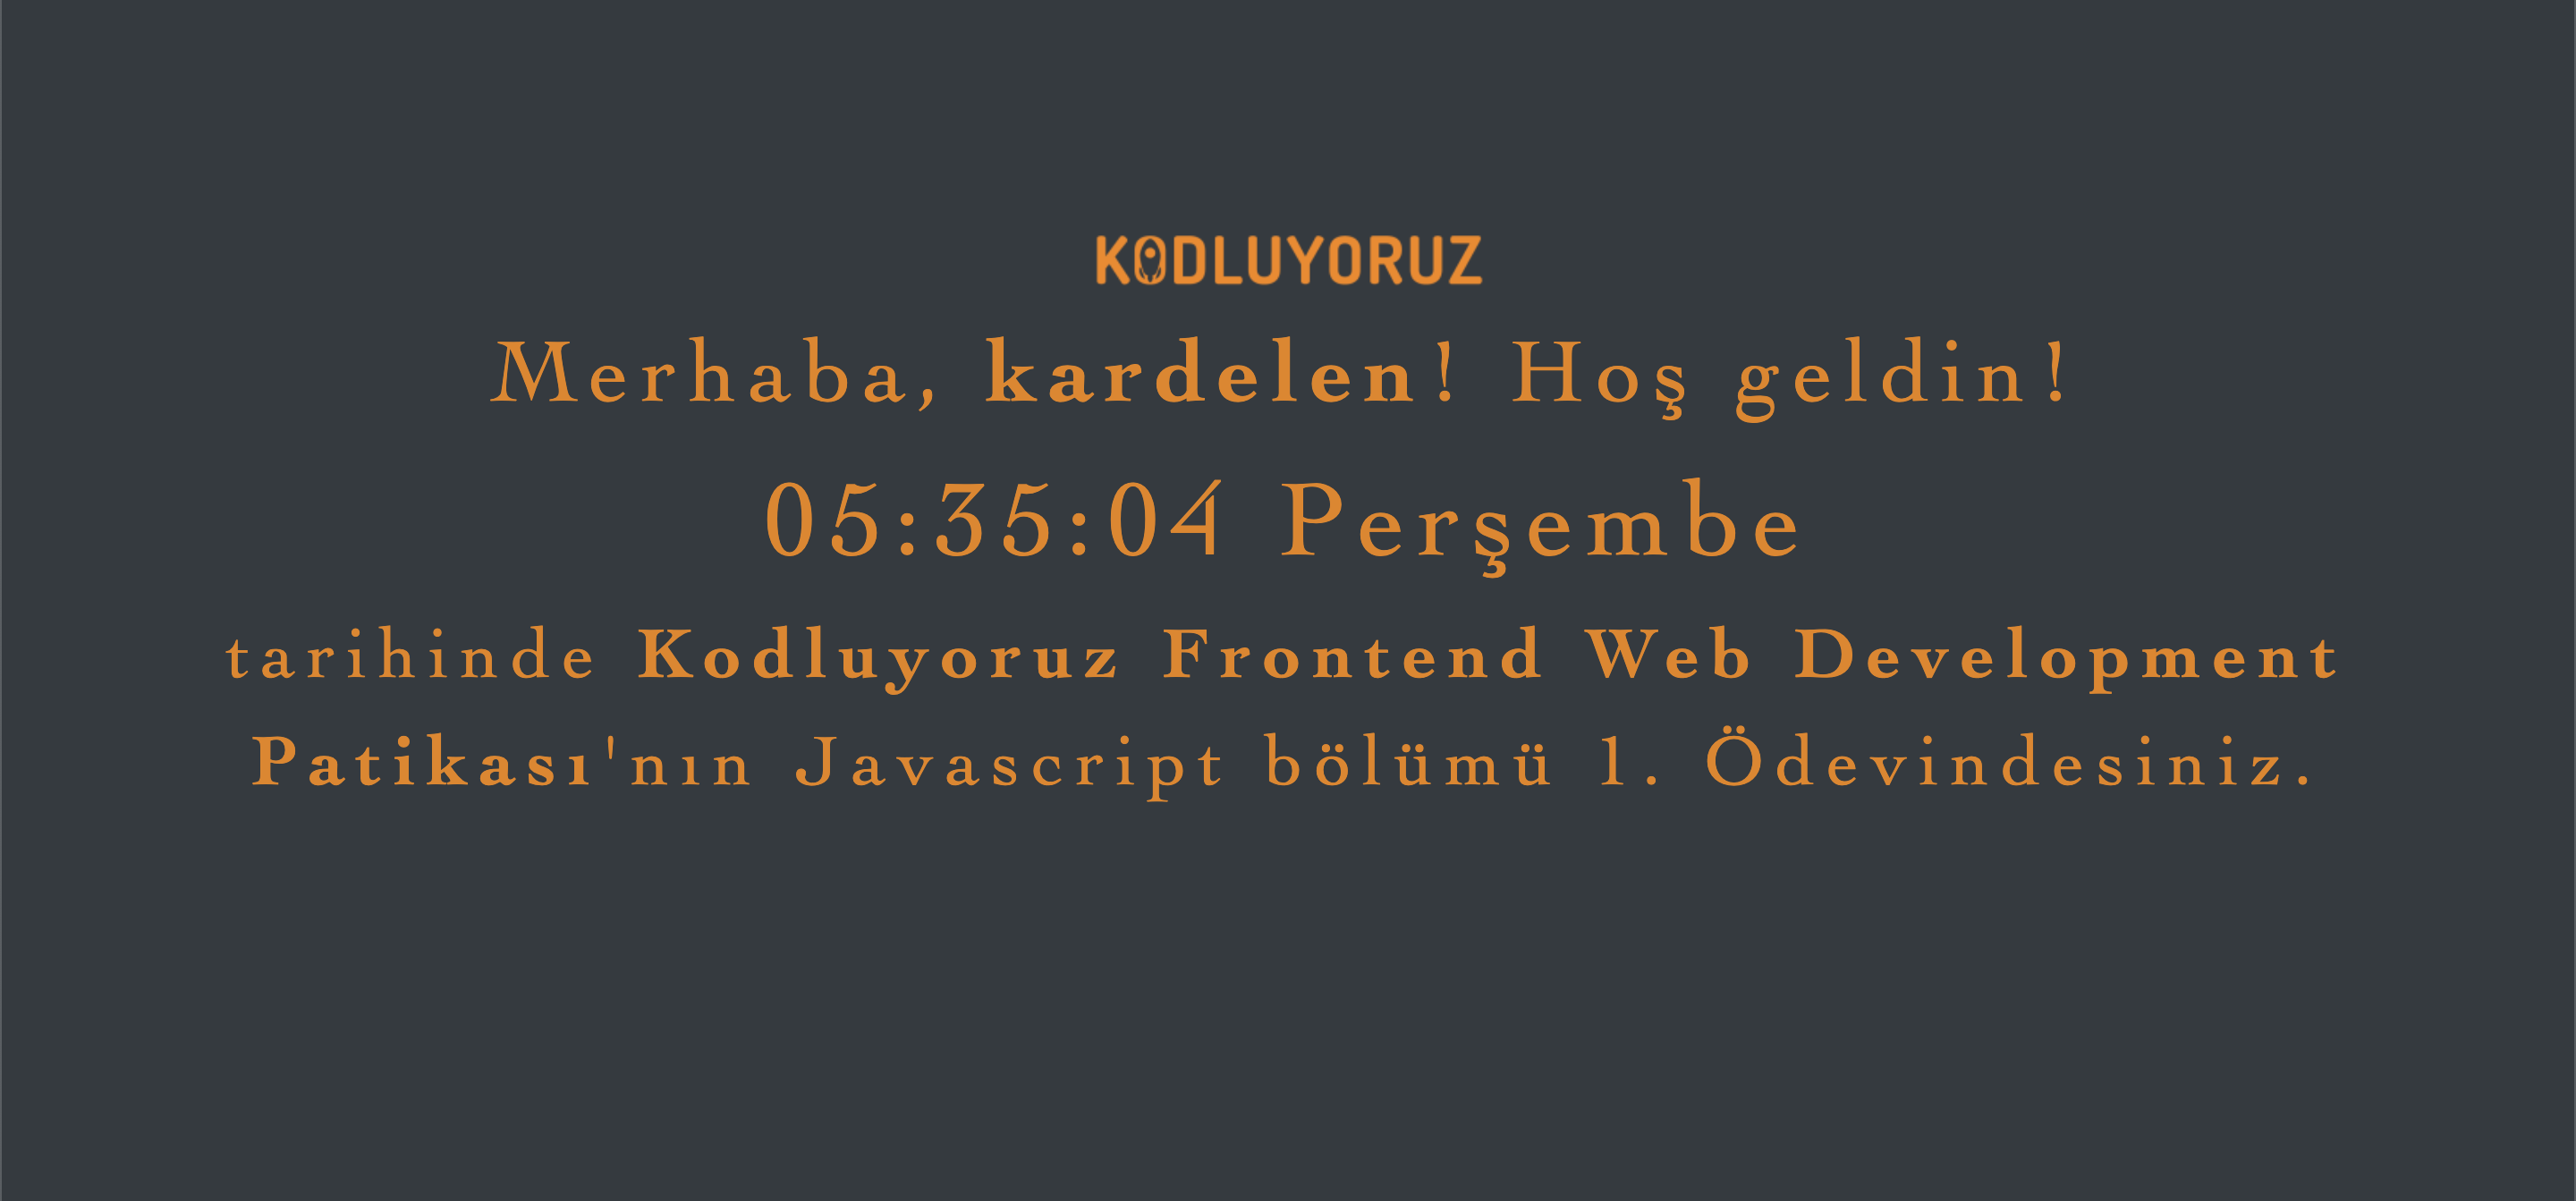 KODLUYORUZ
Merhaba, kardelen! Hoş geldin!
05:35:04 Perşembe
tarihinde Kodluyoruz Frontend Web Development
Patikası'nın Javascript bölümü 1. Ödevindesiniz.